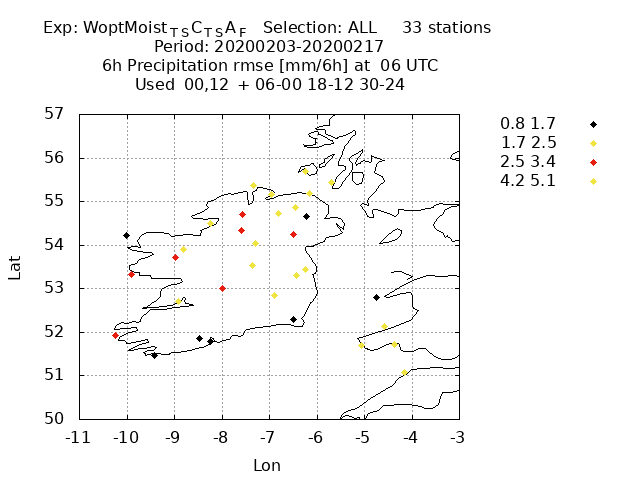 Exp: WoptMoist_TS C_TS A_F   Selection: ALL     33 stations
Period: 20200203-20200217
6h Precipitation rmse [mm/6h] at  06 UTC
Used  00,12  + 06-00 18-12 30-24
0.8 1.7
1.7 2.5
2.5 3.4
4.2 5.1
57
56
55
54
53
52
51
50
Lat
-11 -10 -9 -8 -7 -6 -5 -4 -3
Lon